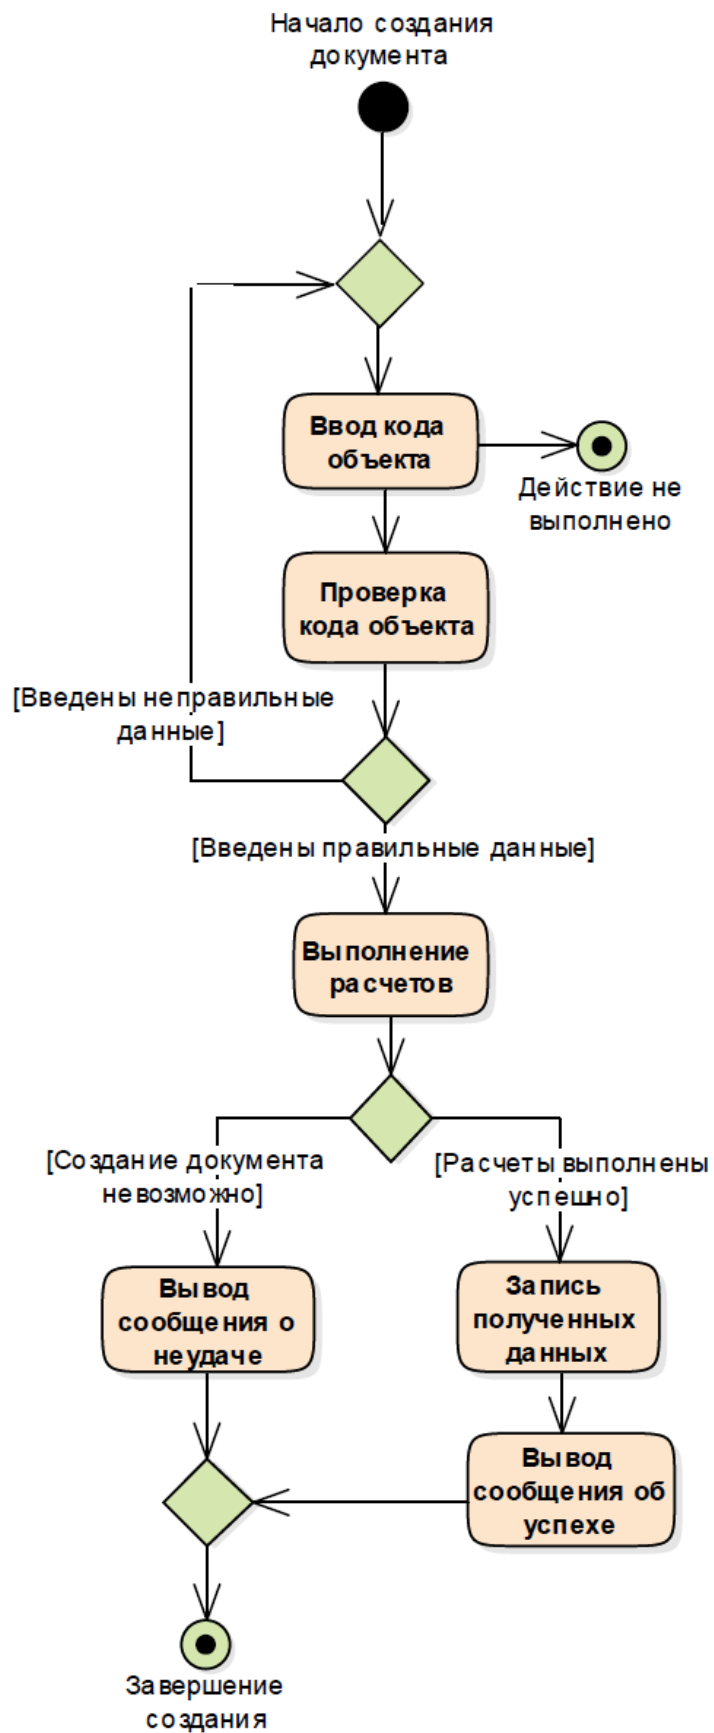 Начало создания
документа
Ввод кода
объекта
Действие не
выполнено
Проверка
кода объекта
[Введены неправильные
данные]
[Введены правильные данные]
Выполнение
расчетов
[Создание документа
невозможно]
[Расчеты выполнены
успешно]
Вывод
сообщения о
неудаче
Запись
полученных
данных
Вывод
сообщения об
успехе
Завершение
создания